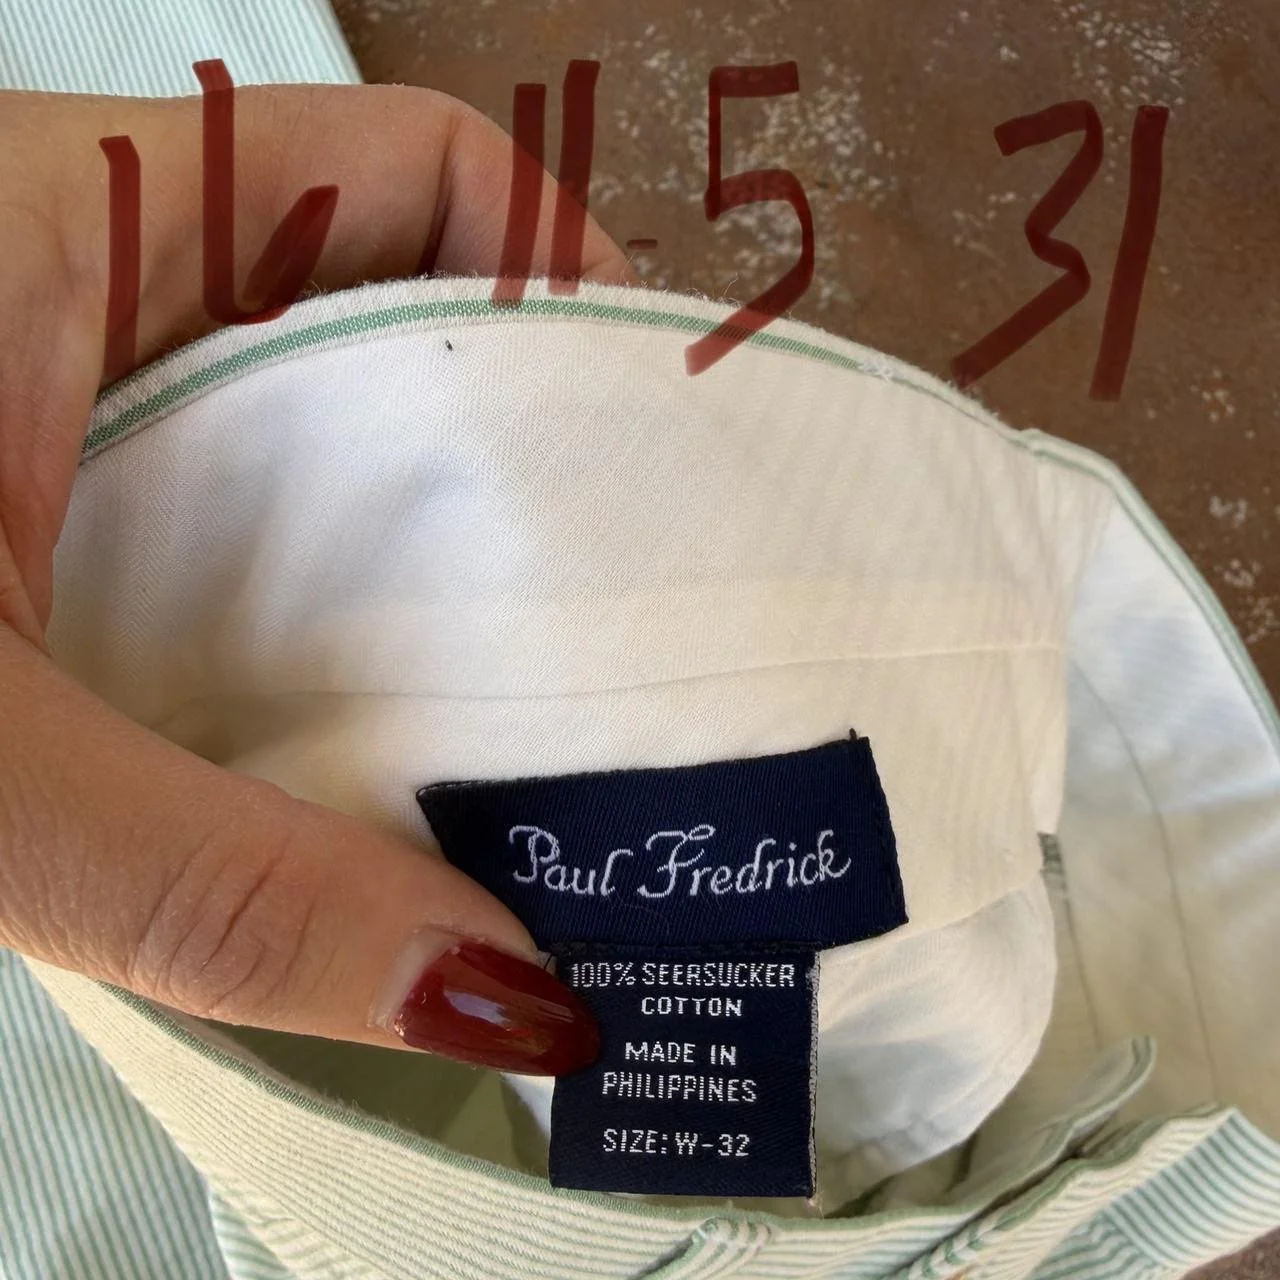 16 11-5 31
Paul Fredrick
100% SEERSUCKER
COTTON
MADE IN
PHILIPPINES
SIZE: W-32